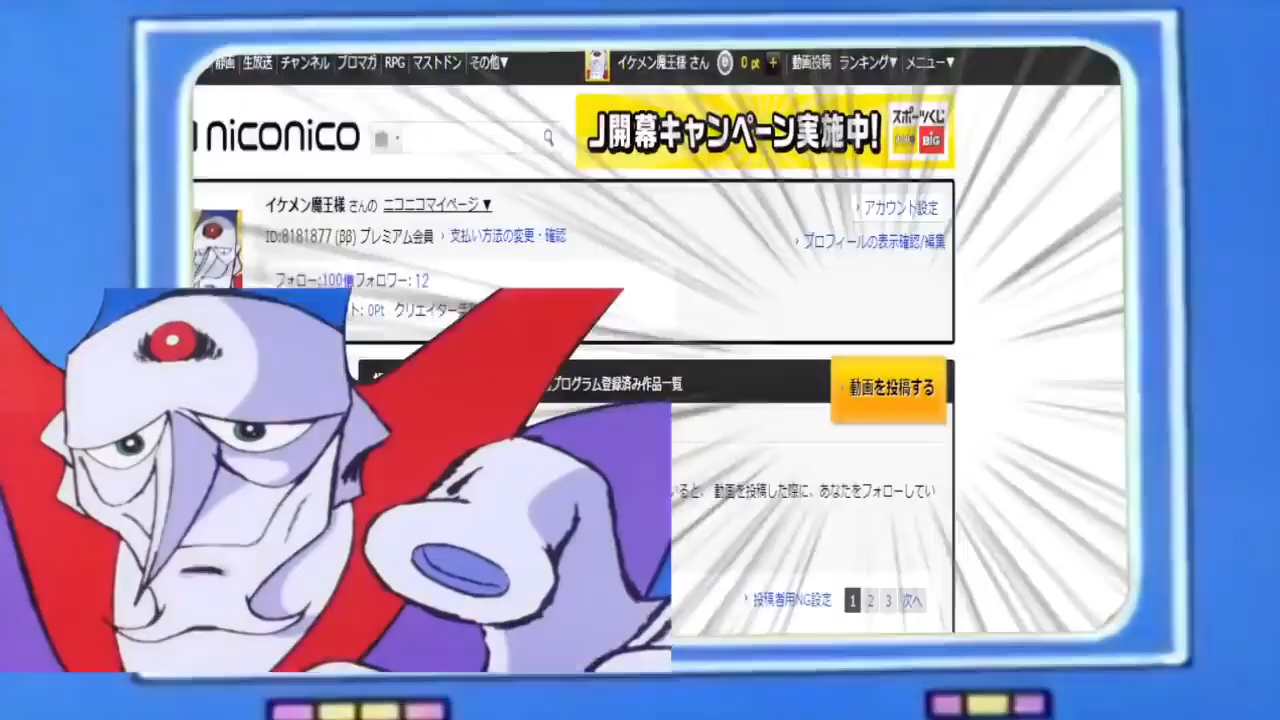 静画 生放送 チャンネル ブロマガ RPG マストドン その他▼ イケメン魔王様 さん 0 pt + 動画投稿 ランキング▼ メニュー▼
niconico
J開幕キャンペーン実施中!
スポーツくじ
BIG
イケメン魔王様 さんの ニコニコマイページ ▼
› アカウント設定
ID:8181877 (ββ) プレミアム会員 › 支払い方法の変更・確認
› プロフィールの表示確認/編集
フォロー:100億フォロワー: 12
ト: 0Pt クリエイター
プログラム登録済み作品一覧
› 動画を投稿する
いると、動画を投稿した際に、あなたをフォローしてい
› 投稿者用NG設定 1 2 3 次へ